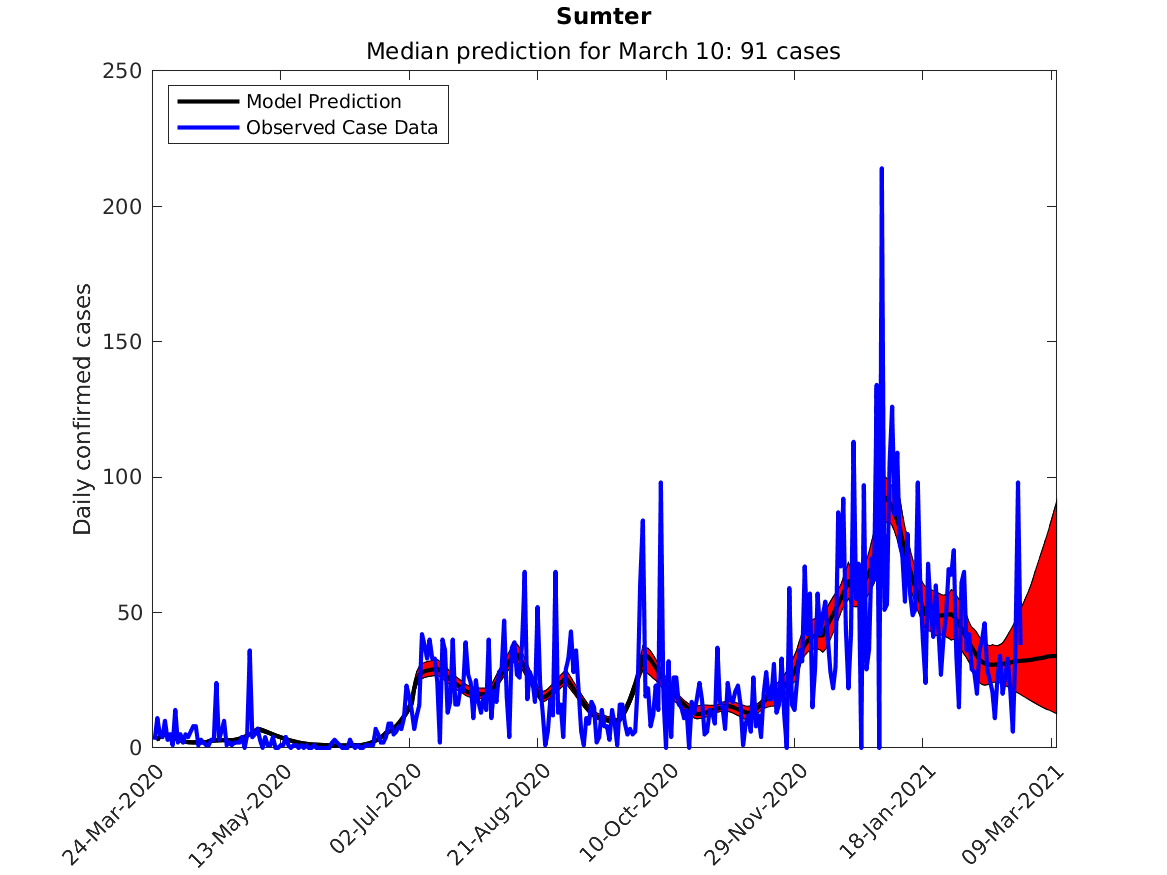 Sumter
Median prediction for March 10: 91 cases
250
200
150
100
50
0
Daily confirmed cases
Model Prediction
Observed Case Data
24-Mar-2020
13-May-2020
02-Jul-2020
21-Aug-2020
10-Oct-2020
29-Nov-2020
18-Jan-2021
09-Mar-2021